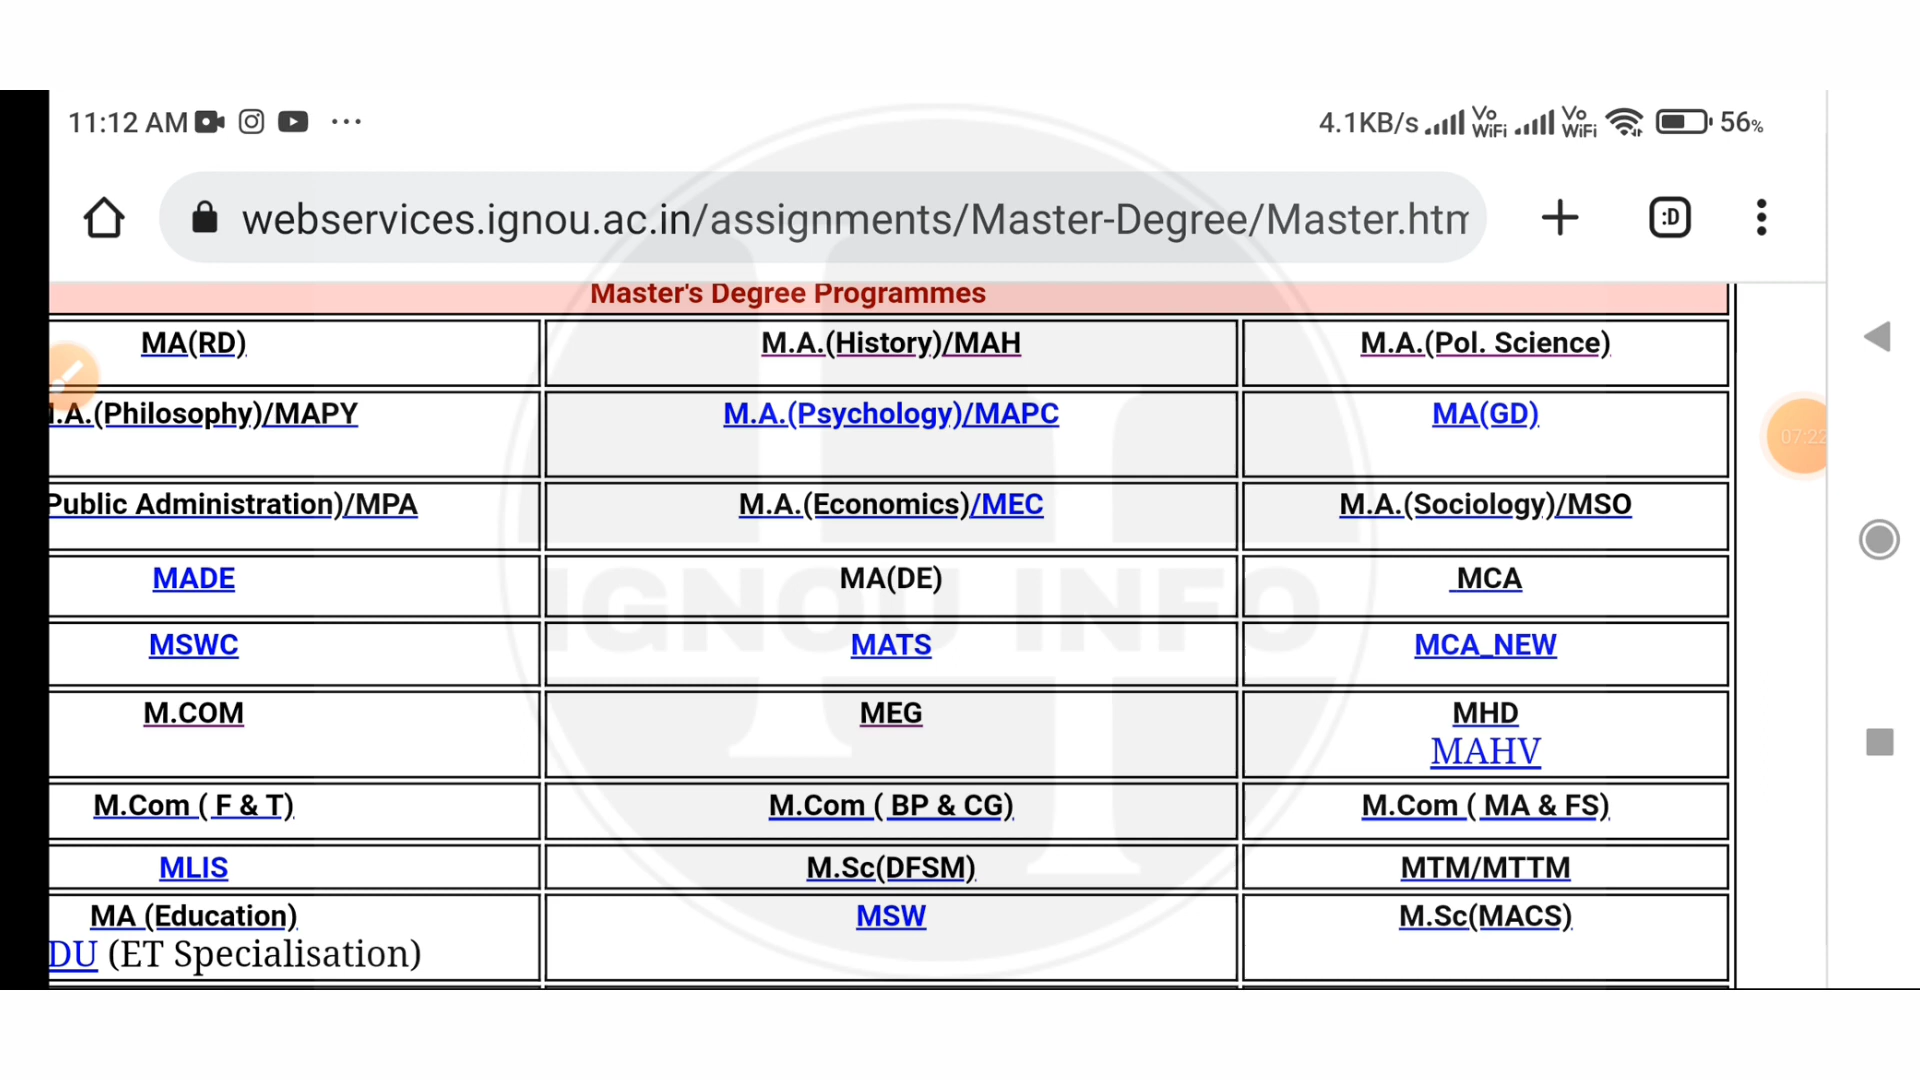 11:12 AM ...
4.1KB/s Vo WiFi Vo WiFi 56%
webservices.ignou.ac.in/assignments/Master-Degree/Master.htm
:D
Master's Degree Programmes
MA(RD) M.A.(History)/MAH M.A.(Pol. Science)
.A.(Philosophy)/MAPY M.A.(Psychology)/MAPC MA(GD)
07:22
Public Administration)/MPA M.A.(Economics)/MEC M.A.(Sociology)/MSO
MADE MA(DE) MCA
IGNOU INFO
MSWC MATS MCA_NEW
M.COM MEG MHD
MAHV
M.Com ( F & T) M.Com ( BP & CG) M.Com ( MA & FS)
MLIS M.Sc(DFSM) MTM/MTTM
MA (Education) MSW M.Sc(MACS)
DU (ET Specialisation)